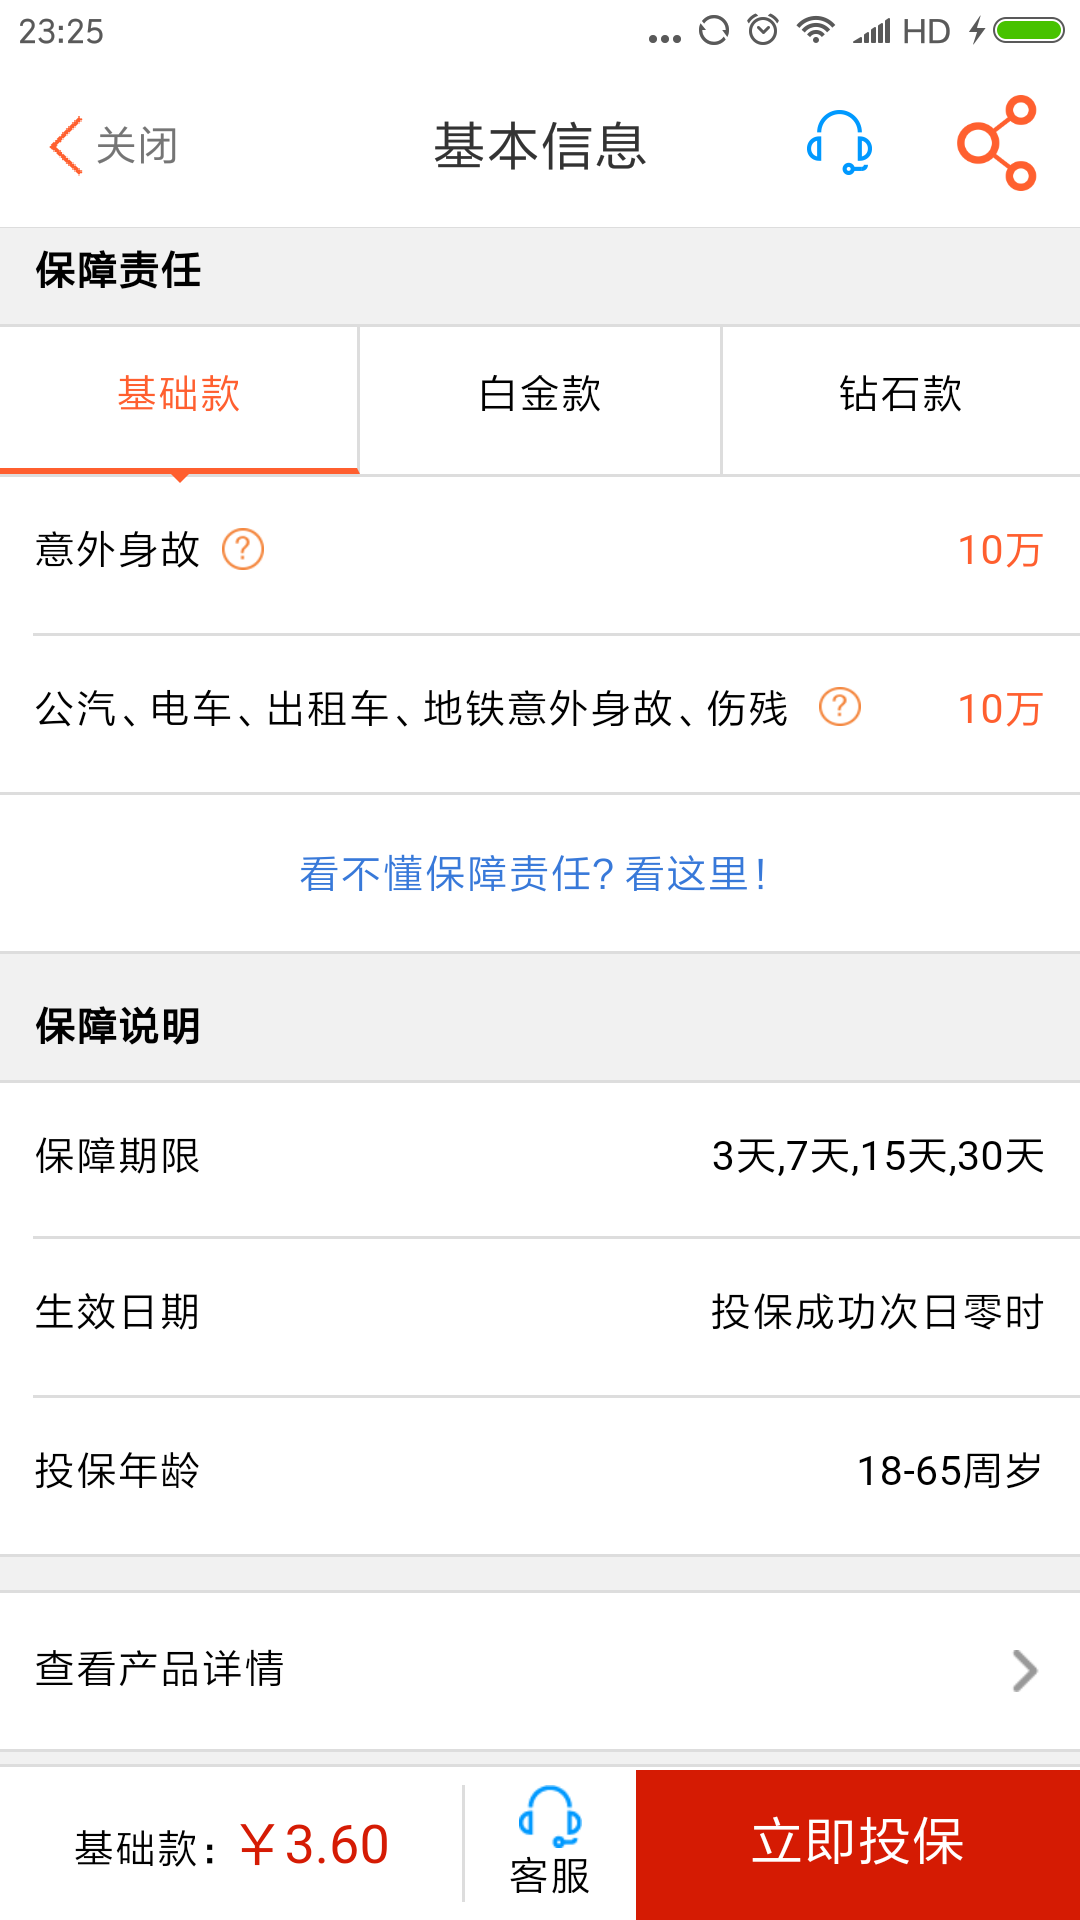 23:25 HD
关闭 基本信息
保障责任
基础款 白金款 钻石款
意外身故 ? 10万
公汽、电车、出租车、地铁意外身故、伤残 ? 10万
看不懂保障责任?看这里!
保障说明
保障期限 3天,7天,15天,30天
生效日期 投保成功次日零时
投保年龄 18-65周岁
查看产品详情
基础款：￥3.60 客服 立即投保